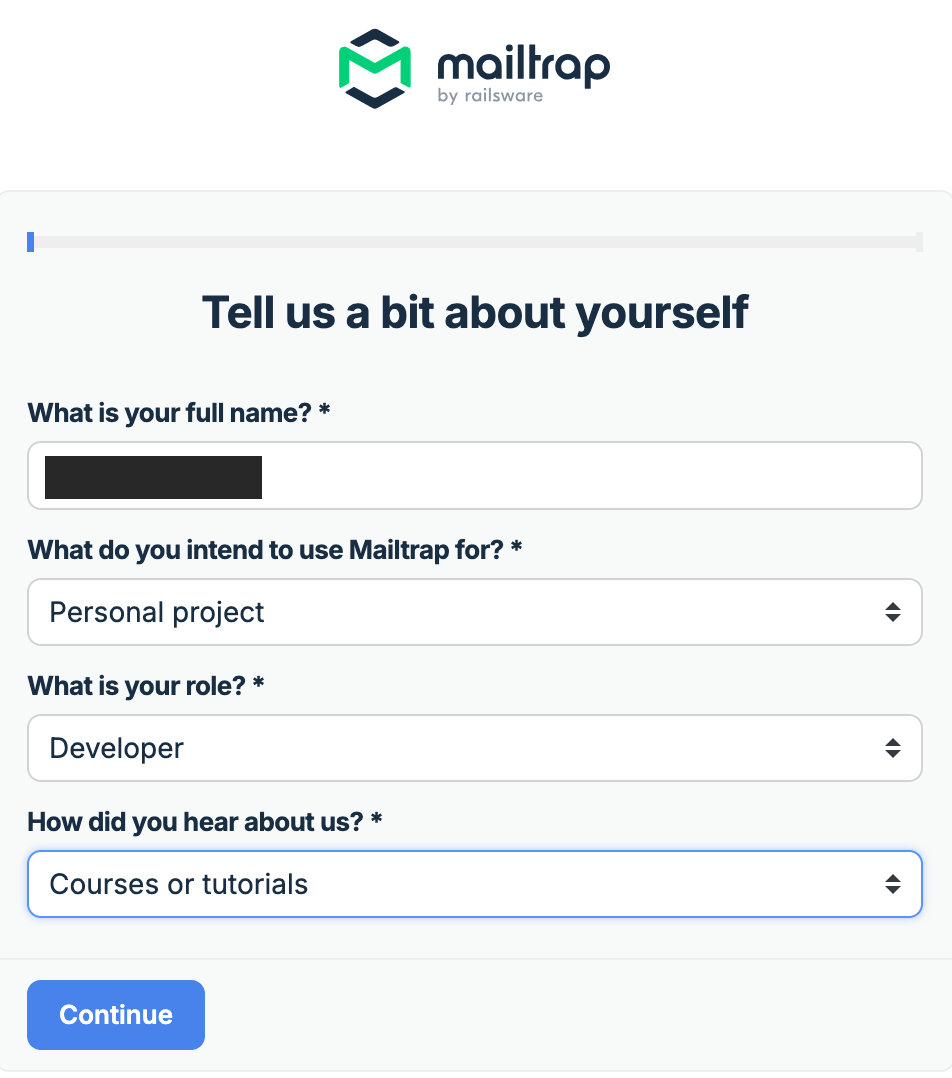 mailtrap
by railsware
Tell us a bit about yourself
What is your full name? *
What do you intend to use Mailtrap for? *
Personal project
What is your role? *
Developer
How did you hear about us? *
Courses or tutorials
Continue